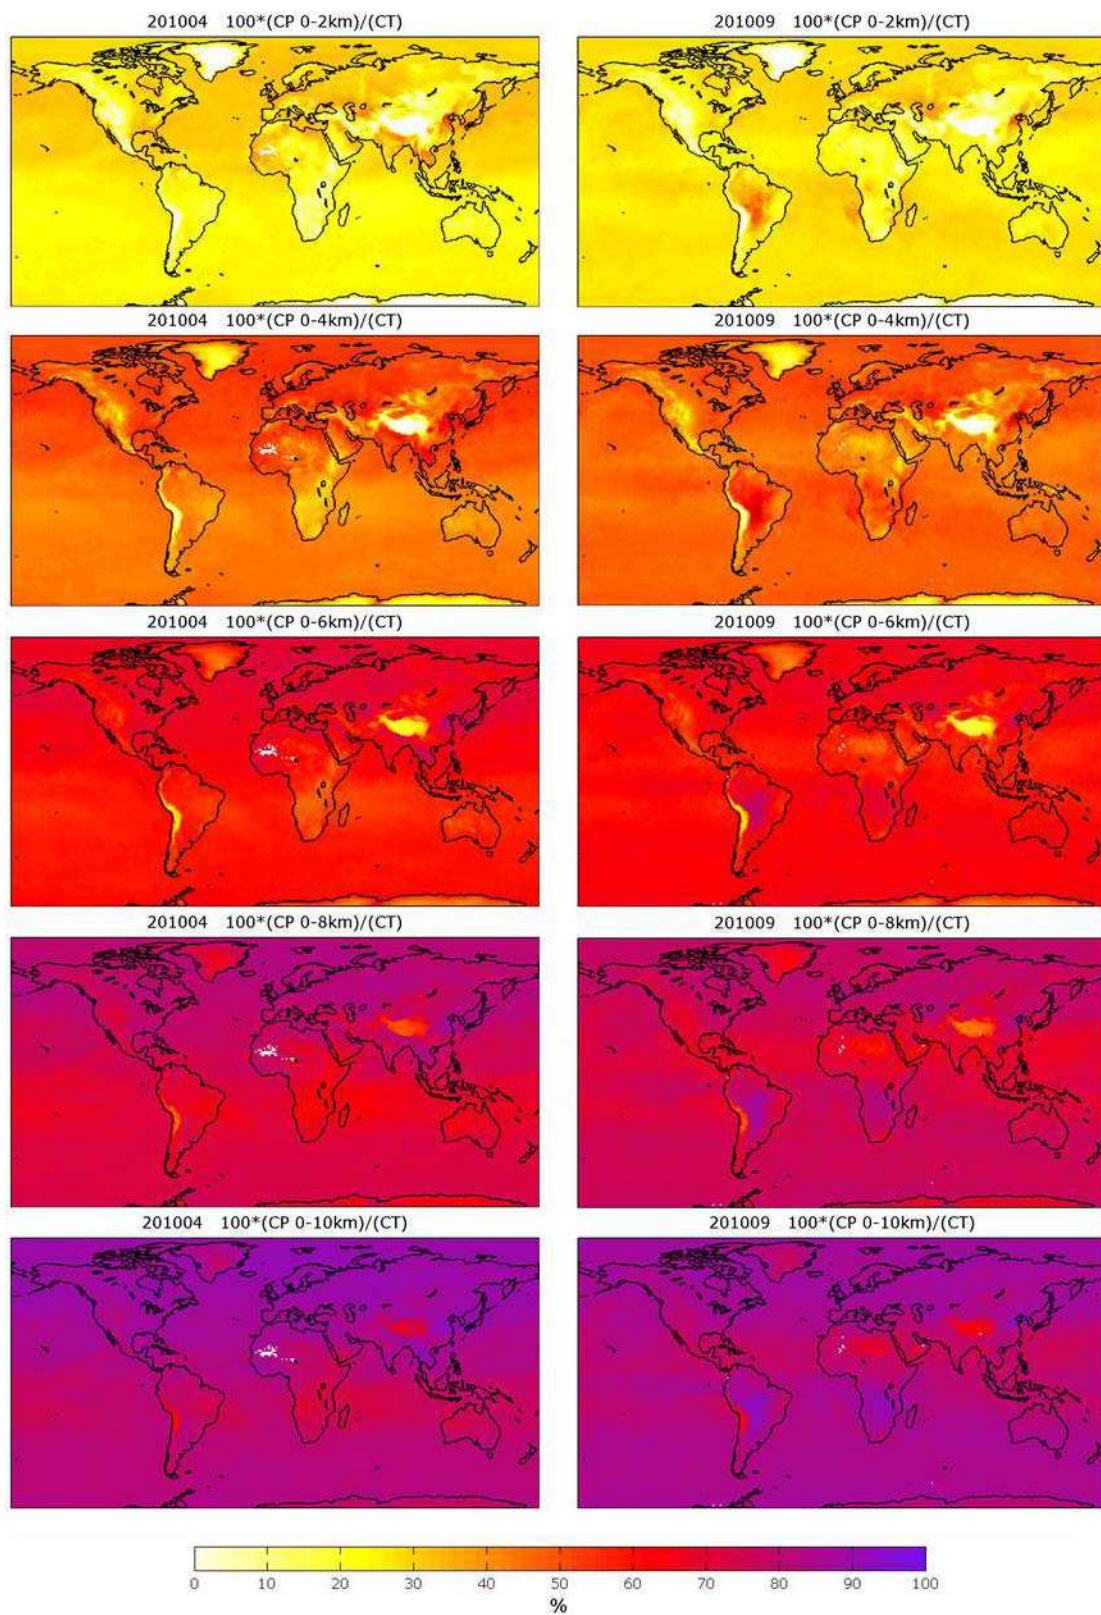 201004 100*(CP 0-2km)/(CT)
201009 100*(CP 0-2km)/(CT)
201004 100*(CP 0-4km)/(CT)
201009 100*(CP 0-4km)/(CT)
201004 100*(CP 0-6km)/(CT)
201009 100*(CP 0-6km)/(CT)
201004 100*(CP 0-8km)/(CT)
201009 100*(CP 0-8km)/(CT)
201004 100*(CP 0-10km)/(CT)
201009 100*(CP 0-10km)/(CT)
0 10 20 30 40 50 60 70 80 90 100
%